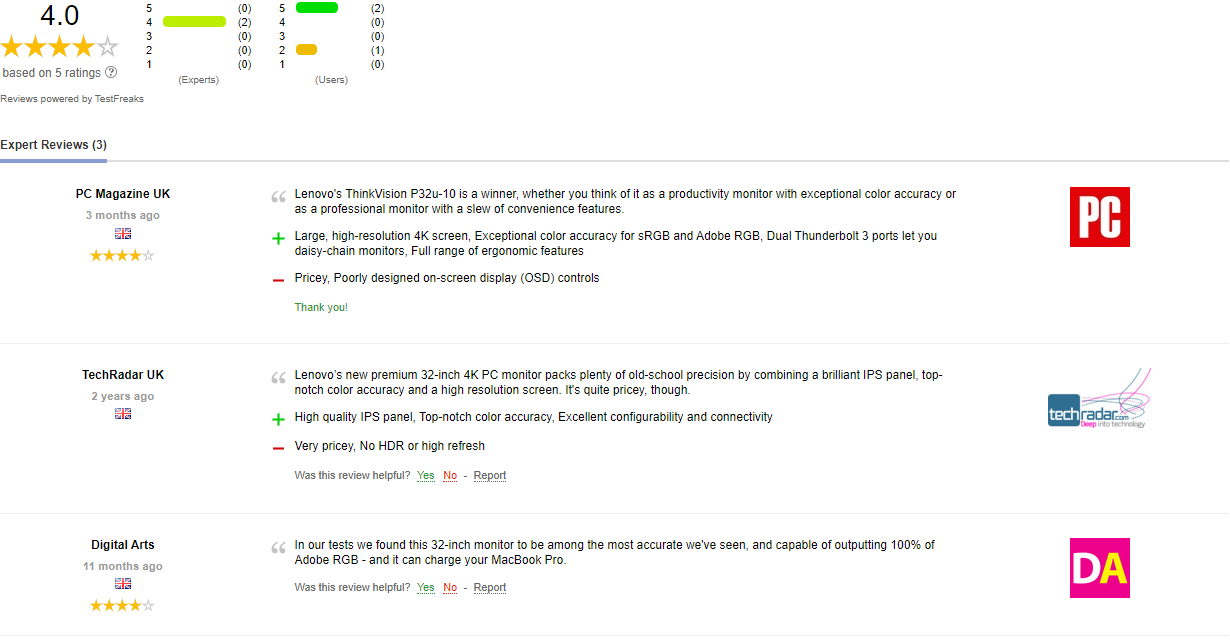 4.0
based on 5 ratings ?
Reviews powered by TestFreaks
5 (0)
4 (2)
3 (0)
2 (0)
1 (0)
(Experts)
5 (2)
4 (0)
3 (0)
2 (1)
1 (0)
(Users)
Expert Reviews (3)
PC Magazine UK
3 months ago
“ Lenovo's ThinkVision P32u-10 is a winner, whether you think of it as a productivity monitor with exceptional color accuracy or
as a professional monitor with a slew of convenience features.
+ Large, high-resolution 4K screen, Exceptional color accuracy for sRGB and Adobe RGB, Dual Thunderbolt 3 ports let you
daisy-chain monitors, Full range of ergonomic features
− Pricey, Poorly designed on-screen display (OSD) controls
Thank you!
PC
TechRadar UK
2 years ago
“ Lenovo’s new premium 32-inch 4K PC monitor packs plenty of old-school precision by combining a brilliant IPS panel, top-
notch color accuracy and a high resolution screen. It's quite pricey, though.
+ High quality IPS panel, Top-notch color accuracy, Excellent configurability and connectivity
− Very pricey, No HDR or high refresh
Was this review helpful? Yes No - Report
techradar.com
Deep into technology
Digital Arts
11 months ago
“ In our tests we found this 32-inch monitor to be among the most accurate we've seen, and capable of outputting 100% of
Adobe RGB - and it can charge your MacBook Pro.
Was this review helpful? Yes No - Report
DA